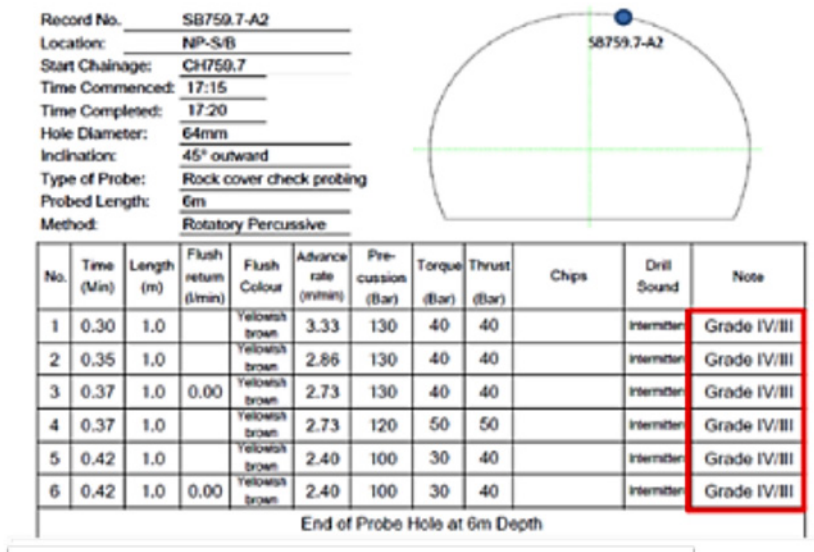 Record No. SB759.7-A2
Location: NP-S/B
Start Chainage: CH759.7
Time Commenced: 17:15
Time Completed: 17:20
Hole Diameter: 64mm
Inclination: 45° outward
Type of Probe: Rock cover check probing
Probed Length: 6m
Method: Rotatory Percussive
SB759.7-A2
No. Time (Min) Length (m) Flush return (l/min) Flush Colour Advance rate (m/min) Pre-cussion (Bar) Torque (Bar) Thrust (Bar) Chips Drill Sound Note
1 0.30 1.0 Yellowish brown 3.33 130 40 40 Intermitten Grade IV/III
2 0.35 1.0 Yellowish brown 2.86 130 40 40 Intermitten Grade IV/III
3 0.37 1.0 0.00 Yellowish brown 2.73 130 40 40 Intermitten Grade IV/III
4 0.37 1.0 Yellowish brown 2.73 120 50 50 Intermitten Grade IV/III
5 0.42 1.0 Yellowish brown 2.40 100 30 40 Intermitten Grade IV/III
6 0.42 1.0 0.00 Yellowish brown 2.40 100 30 40 Intermitten Grade IV/III
End of Probe Hole at 6m Depth